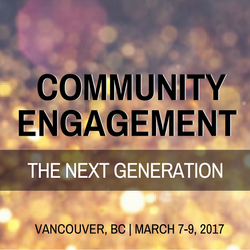 COMMUNITY
ENGAGEMENT
THE NEXT GENERATION
VANCOUVER, BC | MARCH 7-9, 2017